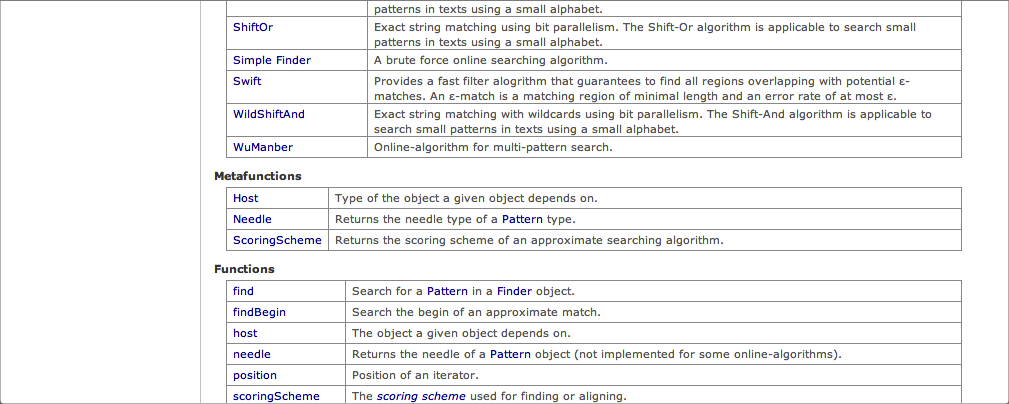 patterns in texts using a small alphabet.
ShiftOr Exact string matching using bit parallelism. The Shift-Or algorithm is applicable to search small
patterns in texts using a small alphabet.
Simple Finder A brute force online searching algorithm.
Swift Provides a fast filter alogrithm that guarantees to find all regions overlapping with potential ε-
matches. An ε-match is a matching region of minimal length and an error rate of at most ε.
WildShiftAnd Exact string matching with wildcards using bit parallelism. The Shift-And algorithm is applicable to
search small patterns in texts using a small alphabet.
WuManber Online-algorithm for multi-pattern search.
Metafunctions
Host Type of the object a given object depends on.
Needle Returns the needle type of a Pattern type.
ScoringScheme Returns the scoring scheme of an approximate searching algorithm.
Functions
find Search for a Pattern in a Finder object.
findBegin Search the begin of an approximate match.
host The object a given object depends on.
needle Returns the needle of a Pattern object (not implemented for some online-algorithms).
position Position of an iterator.
scoringScheme The scoring scheme used for finding or aligning.